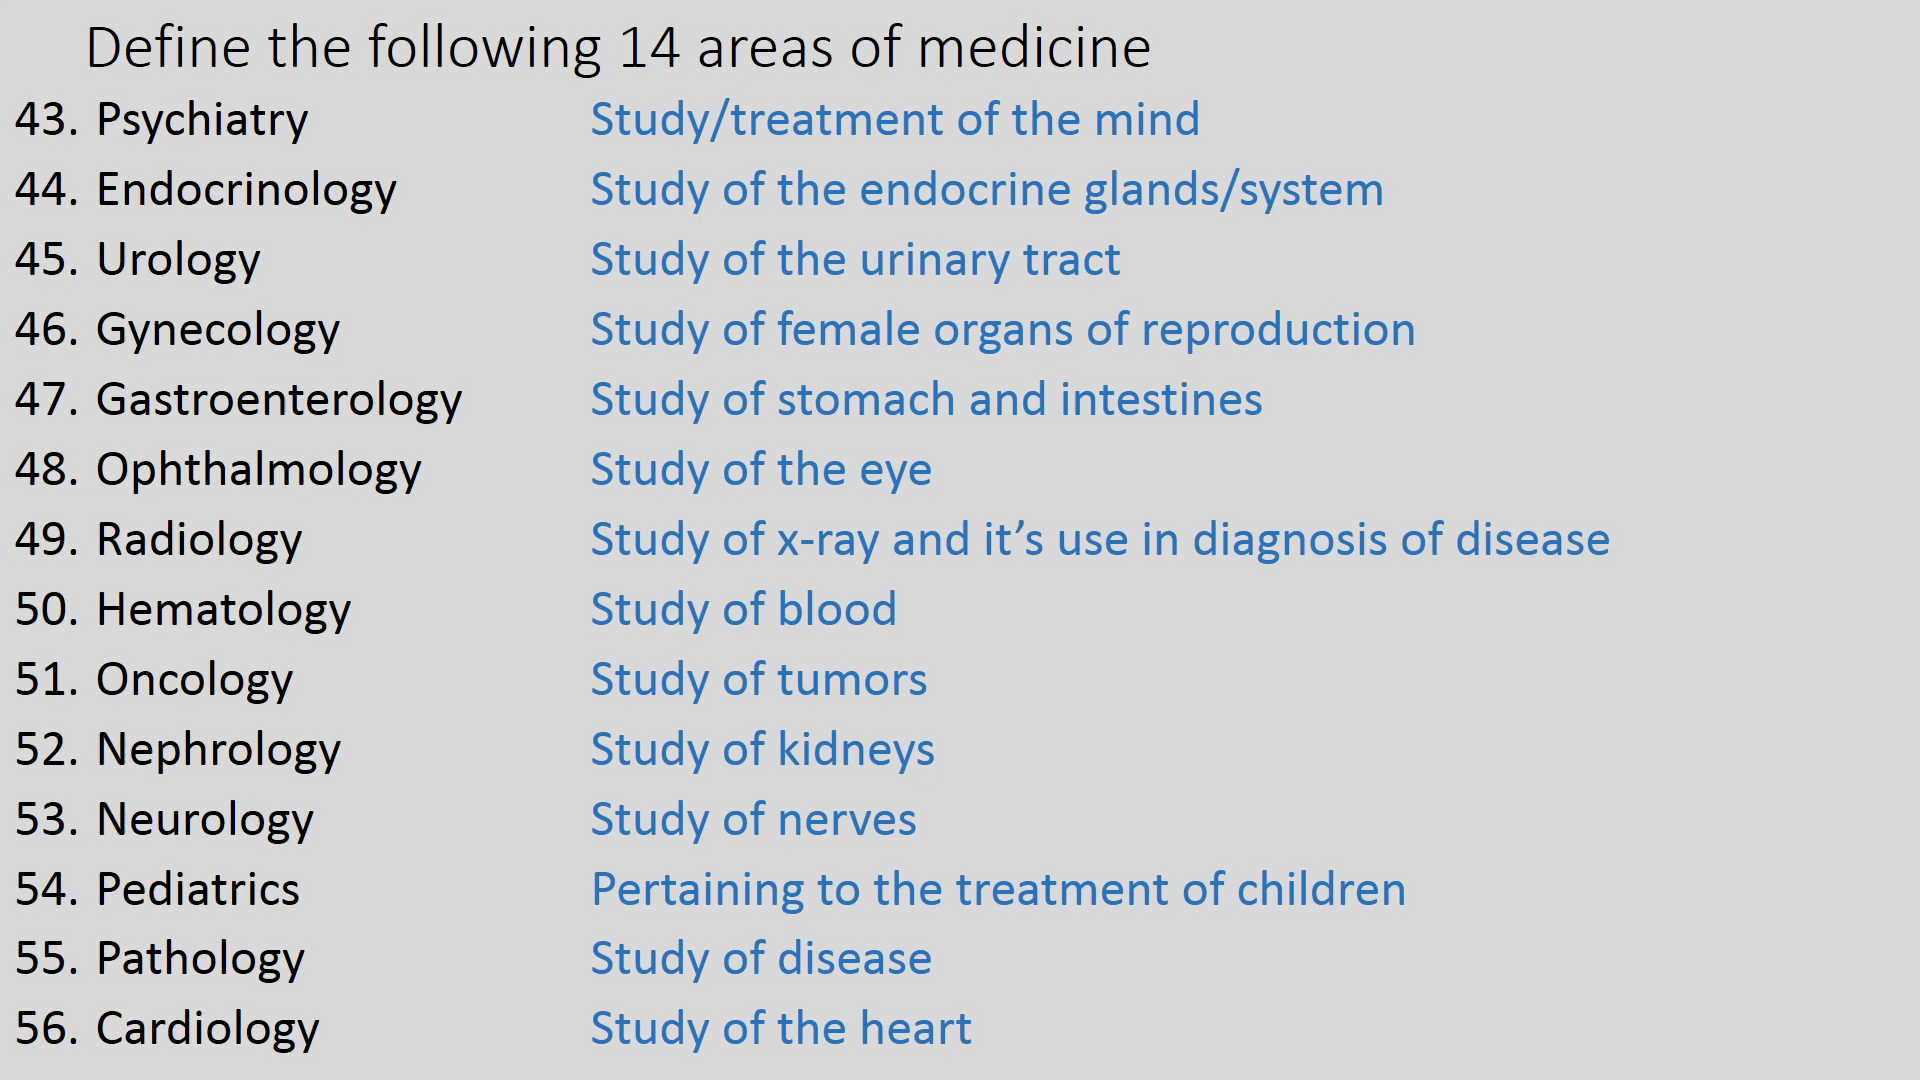 Define the following 14 areas of medicine
43. Psychiatry Study/treatment of the mind
44. Endocrinology Study of the endocrine glands/system
45. Urology Study of the urinary tract
46. Gynecology Study of female organs of reproduction
47. Gastroenterology Study of stomach and intestines
48. Ophthalmology Study of the eye
49. Radiology Study of x-ray and it’s use in diagnosis of disease
50. Hematology Study of blood
51. Oncology Study of tumors
52. Nephrology Study of kidneys
53. Neurology Study of nerves
54. Pediatrics Pertaining to the treatment of children
55. Pathology Study of disease
56. Cardiology Study of the heart